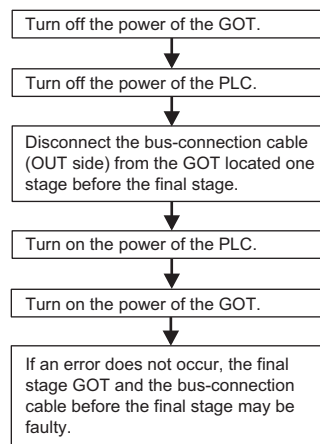 Turn off the power of the GOT.
Turn off the power of the PLC.
Disconnect the bus-connection cable
(OUT side) from the GOT located one
stage before the final stage.
Turn on the power of the PLC.
Turn on the power of the GOT.
If an error does not occur, the final
stage GOT and the bus-connection
cable before the final stage may be
faulty.